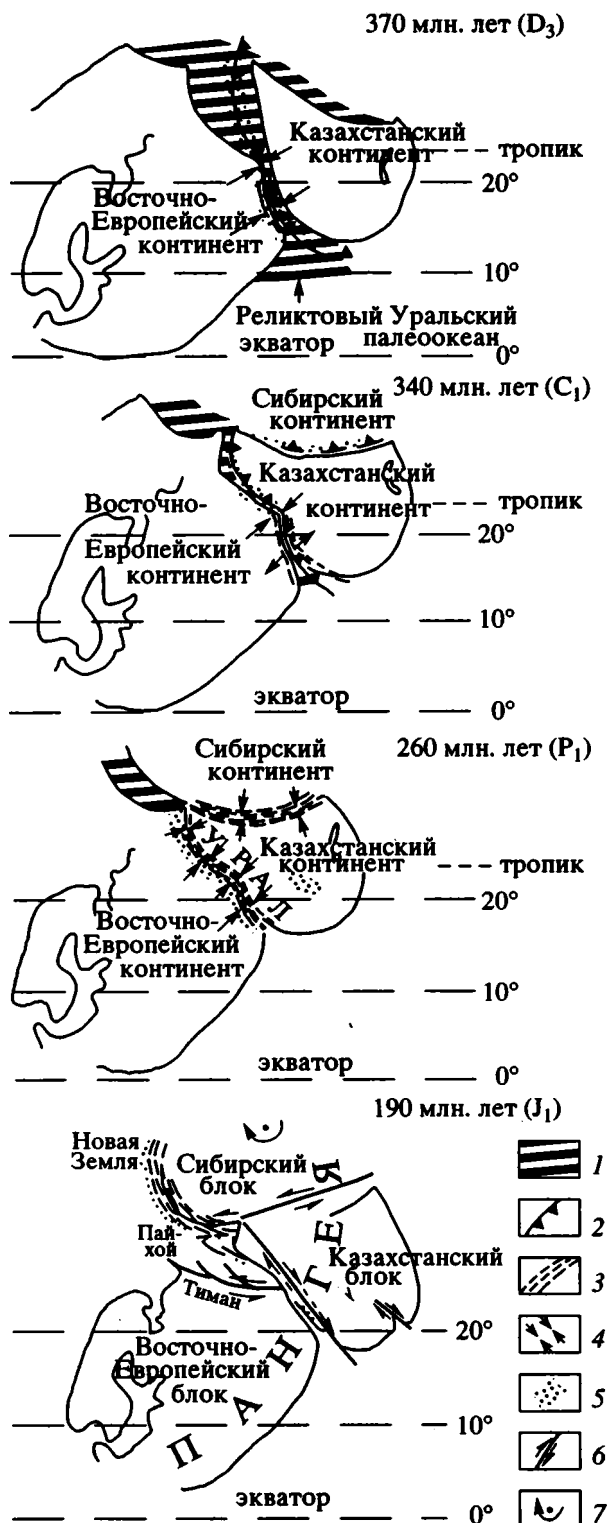 370 млн. лет (D₃)
Казахстанский
континент
тропик
20°
Восточно-
Европейский
континент
10°
Реликтовый Уральский
экватор палеоокеан
0°
340 млн. лет (C₁)
Сибирский
континент
Казахстанский
континент
тропик
Восточно-
20°
Европейский
континент
10°
экватор
0°
260 млн. лет (P₁)
Сибирский
континент
УРАЛ
Казахстанский
континент
тропик
20°
Восточно-
Европейский
континент
10°
экватор
0°
190 млн. лет (J₁)
Новая
Земля
Сибирский
блок
Пай-
хой
Казахстанский
блок
Тиман
ПАНГЕЯ
20°
Восточно-
Европейский
блок
10°
экватор
0°
1
2
3
4
5
6
7